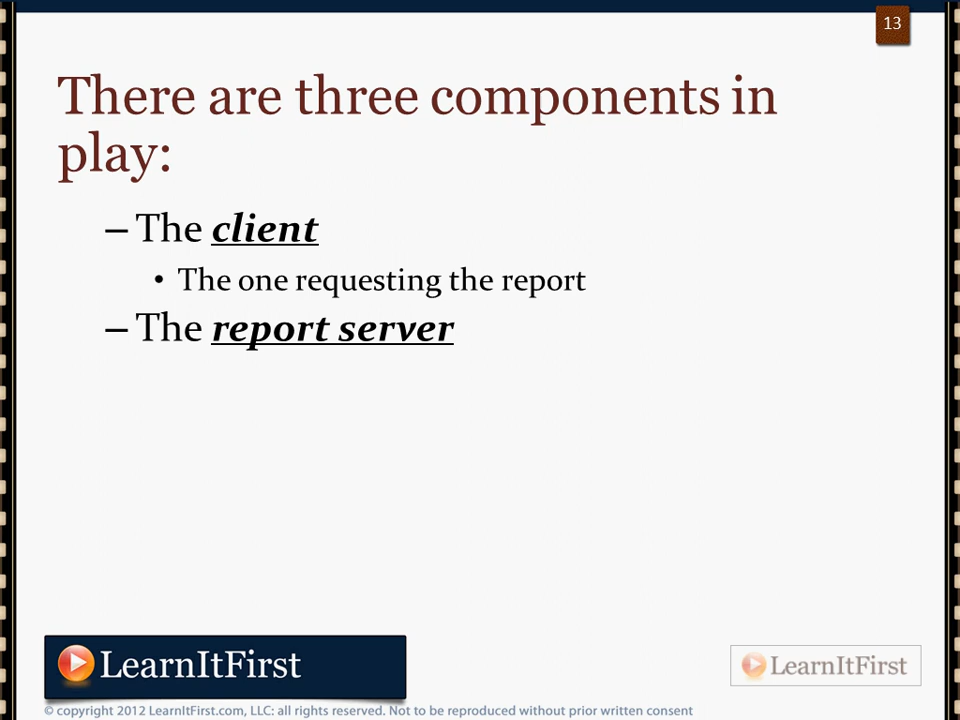 13
There are three components in
play:
– The client
• The one requesting the report
– The report server
LearnItFirst
LearnItFirst
© copyright 2012 LearnItFirst.com, LLC: all rights reserved. Not to be reproduced without prior written consent